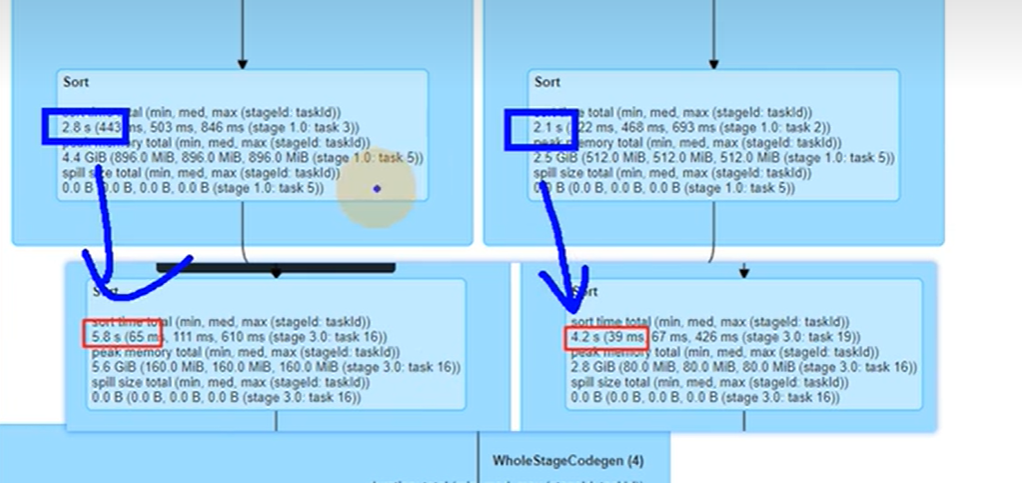 Sort
total (min, med, max (stageId: taskId))
2.8 s (443 ms, 503 ms, 846 ms (stage 1.0: task 3))
peak memory total (min, med, max (stageId: taskId))
4.4 GiB (896.0 MiB, 896.0 MiB, 896.0 MiB (stage 1.0: task 5))
spill size total (min, med, max (stageId: taskId))
0.0 B (0.0 B, 0.0 B, 0.0 B (stage 1.0: task 5))
Sort
total (min, med, max (stageId: taskId))
2.1 s ms, 468 ms, 693 ms (stage 1.0: task 2))
peak memory total (min, med, max (stageId: taskId))
2.5 GiB (512.0 MiB, 512.0 MiB, 512.0 MiB (stage 1.0: task 5))
spill size total (min, med, max (stageId: taskId))
0.0 B (0.0 B, 0.0 B, 0.0 B (stage 1.0: task 5))
Sort
sort time total (min, med, max (stageId: taskId))
5.8 s (65 ms, 111 ms, 610 ms (stage 3.0: task 16))
peak memory total (min, med, max (stageId: taskId))
5.6 GiB (160.0 MiB, 160.0 MiB, 160.0 MiB (stage 3.0: task 16))
spill size total (min, med, max (stageId: taskId))
0.0 B (0.0 B, 0.0 B, 0.0 B (stage 3.0: task 16))
Sort
sort time total (min, med, max (stageId: taskId))
4.2 s (39 ms, 67 ms, 426 ms (stage 3.0: task 19))
peak memory total (min, med, max (stageId: taskId))
2.8 GiB (80.0 MiB, 80.0 MiB, 80.0 MiB (stage 3.0: task 16))
spill size total (min, med, max (stageId: taskId))
0.0 B (0.0 B, 0.0 B, 0.0 B (stage 3.0: task 16))
WholeStageCodegen (4)